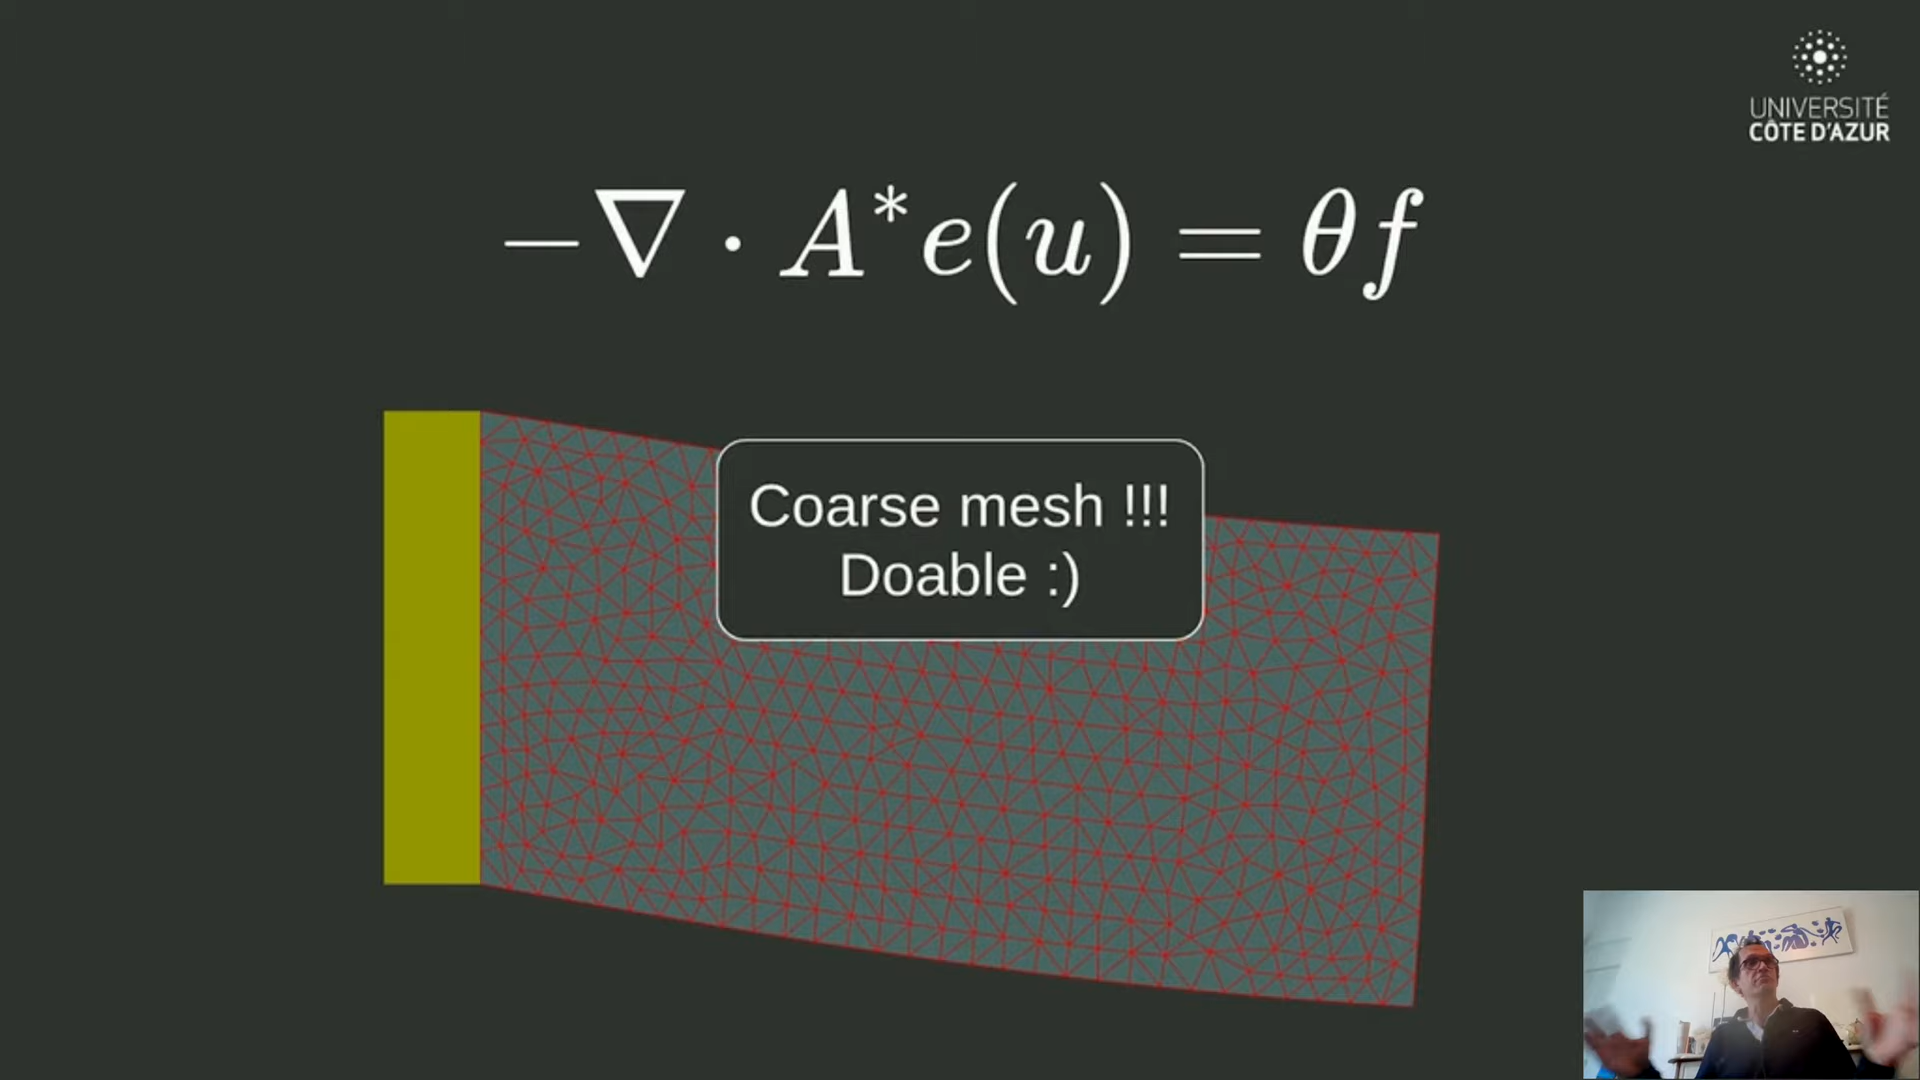 UNIVERSITÉ
CÔTE D'AZUR
−∇ · A*e(u) = θf
Coarse mesh !!!
Doable :)